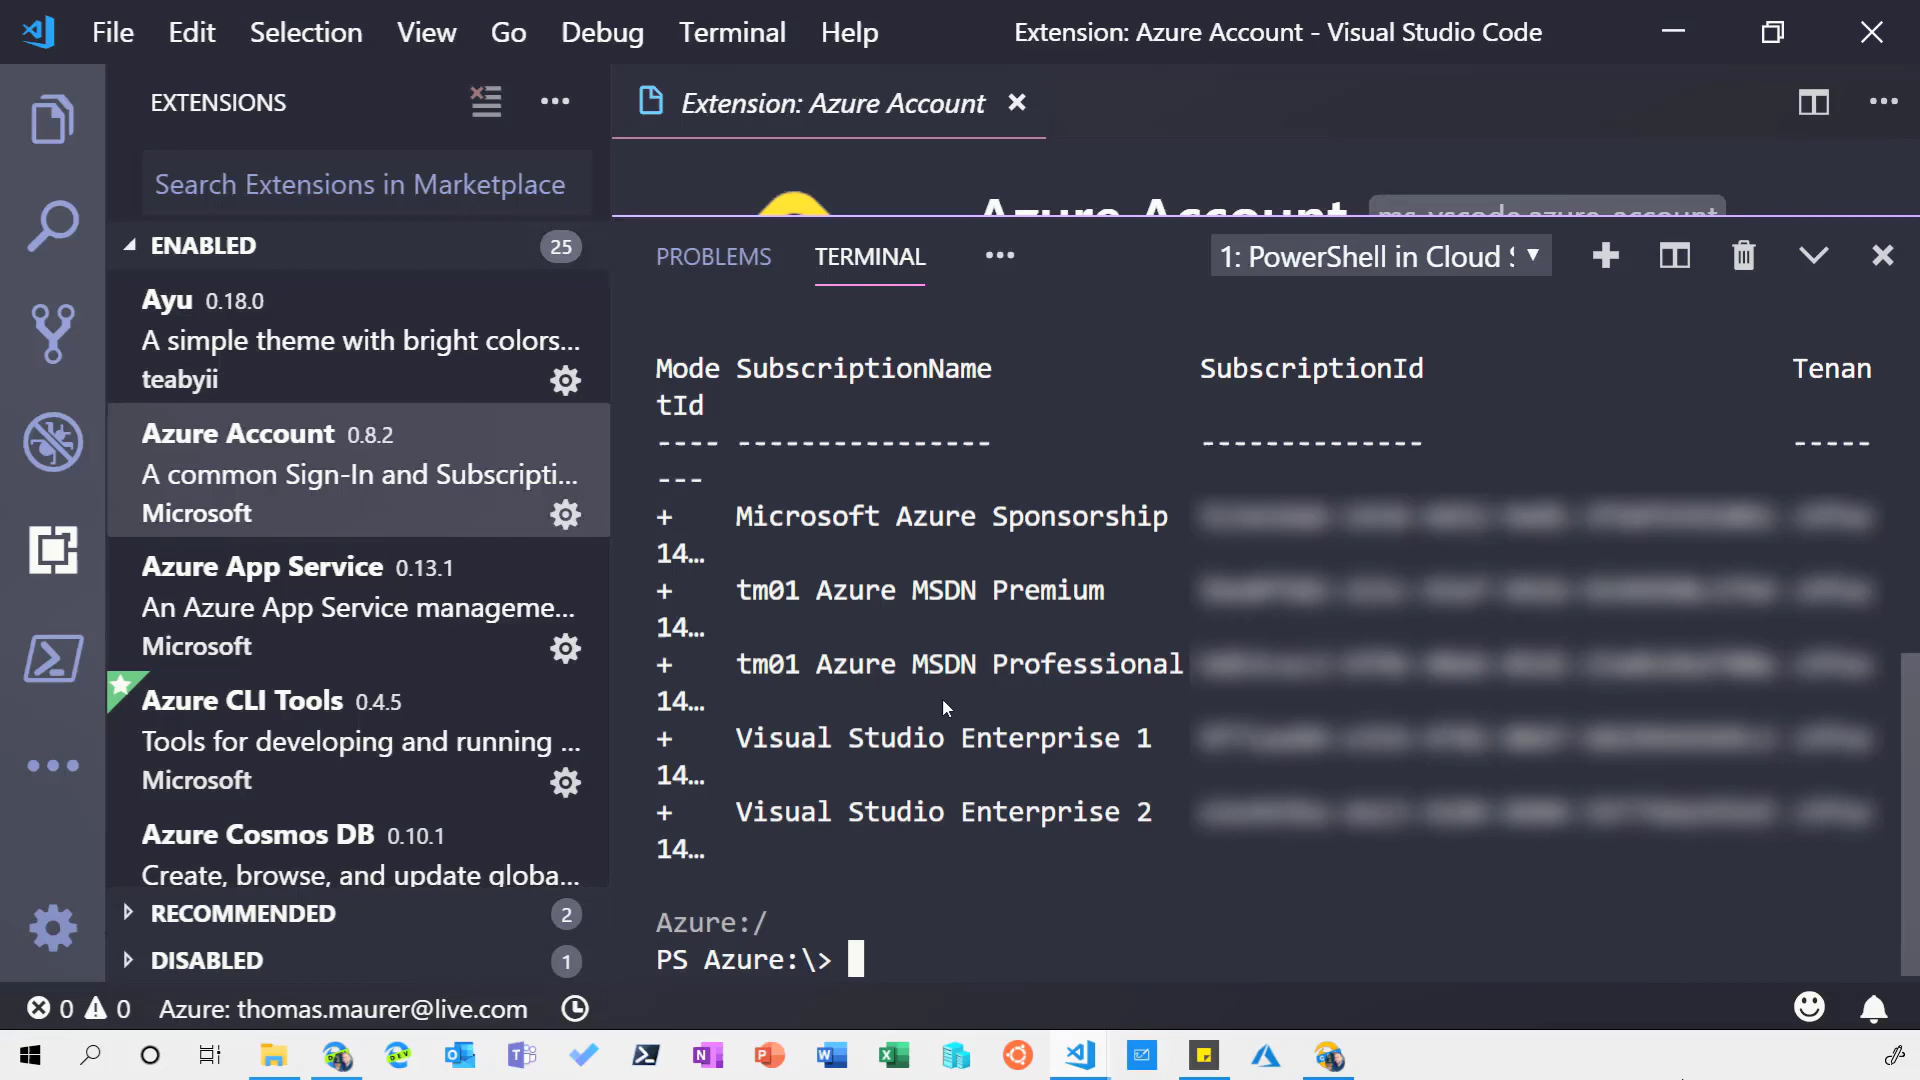 File Edit Selection View Go Debug Terminal Help Extension: Azure Account - Visual Studio Code
EXTENSIONS
Search Extensions in Marketplace
ENABLED 25
Ayu 0.18.0
A simple theme with bright colors...
teabyii
Azure Account 0.8.2
A common Sign-In and Subscripti...
Microsoft
Azure App Service 0.13.1
An Azure App Service manageme...
Microsoft
Azure CLI Tools 0.4.5
Tools for developing and running ...
Microsoft
Azure Cosmos DB 0.10.1
Create, browse, and update globa...
RECOMMENDED 2
DISABLED 1
Extension: Azure Account
Azure Account ms-vscode.azure-account
PROBLEMS TERMINAL 1: PowerShell in Cloud S
Mode SubscriptionName SubscriptionId Tenan
tId
---- ---------------- -------------- -----
---
+ Microsoft Azure Sponsorship
14…
+ tm01 Azure MSDN Premium
14…
+ tm01 Azure MSDN Professional
14…
+ Visual Studio Enterprise 1
14…
+ Visual Studio Enterprise 2
14…
Azure:/
PS Azure:\>
0 0 Azure: thomas.maurer@live.com